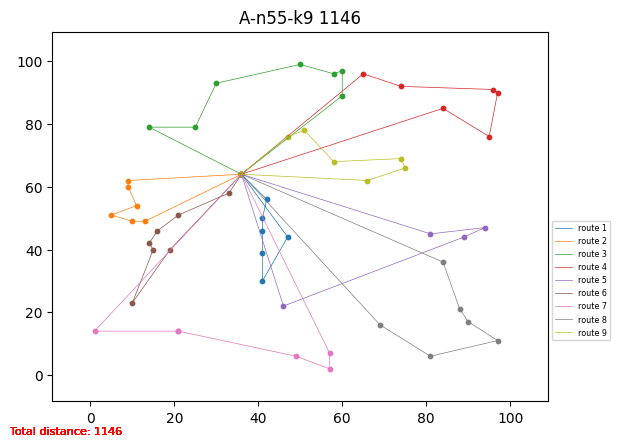 A-n55-k9 1146
100
80
60
40
20
0
0 20 40 60 80 100
route 1
route 2
route 3
route 4
route 5
route 6
route 7
route 8
route 9
Total distance: 1146